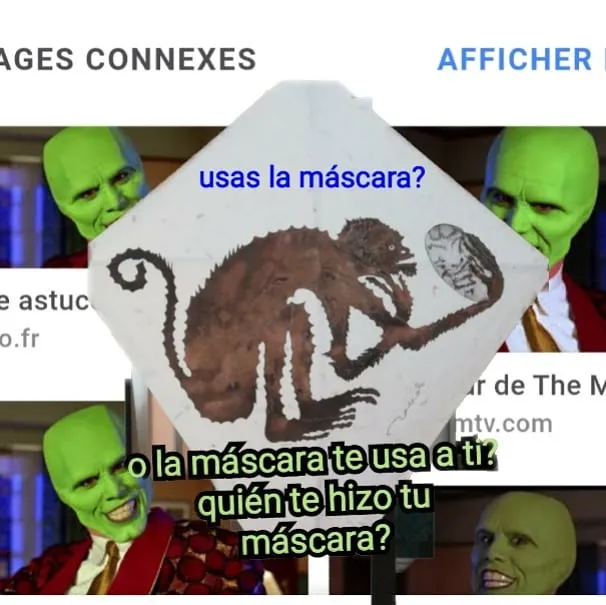 AGES CONNEXES
AFFICHER
usas la máscara?
e astuc
o.fr
ur de The M
mtv.com
o la máscara te usa a ti?
quién te hizo tu
máscara?